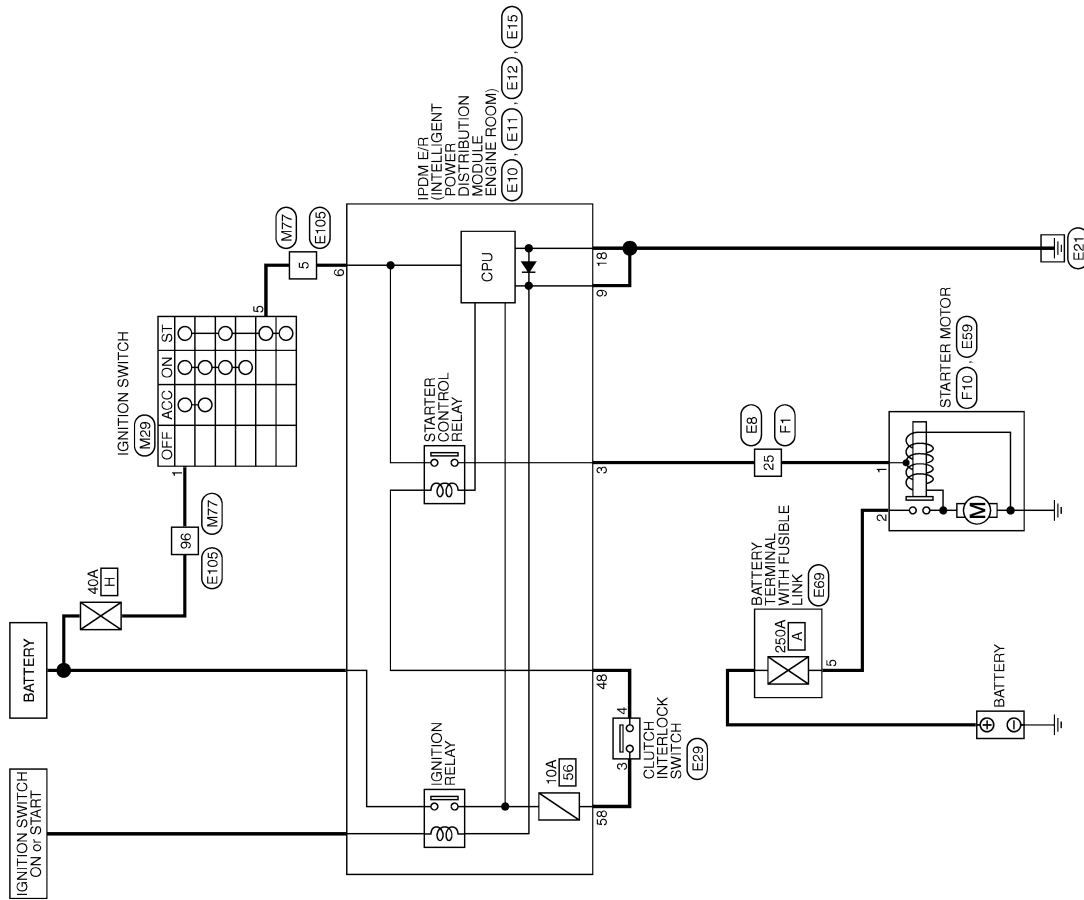 IGNITION SWITCH
ON or START
BATTERY
40A
H
96
E105
M77
1
IGNITION SWITCH
M29
OFF
ACC
ON
ST
5
M77
5
E105
6
IPDM E/R
(INTELLIGENT
POWER
DISTRIBUTION
MODULE
ENGINE ROOM)
E10 , E11 , E12 , E15
IGNITION
RELAY
STARTER
CONTROL
RELAY
CPU
10A
56
58
48
3
9
18
3
4
CLUTCH
INTERLOCK
SWITCH
E29
E8
25
F1
BATTERY
TERMINAL
WITH FUSIBLE
LINK
E69
250A
A
5
2
1
STARTER MOTOR
F10 , E59
M
BATTERY
+
−
E21